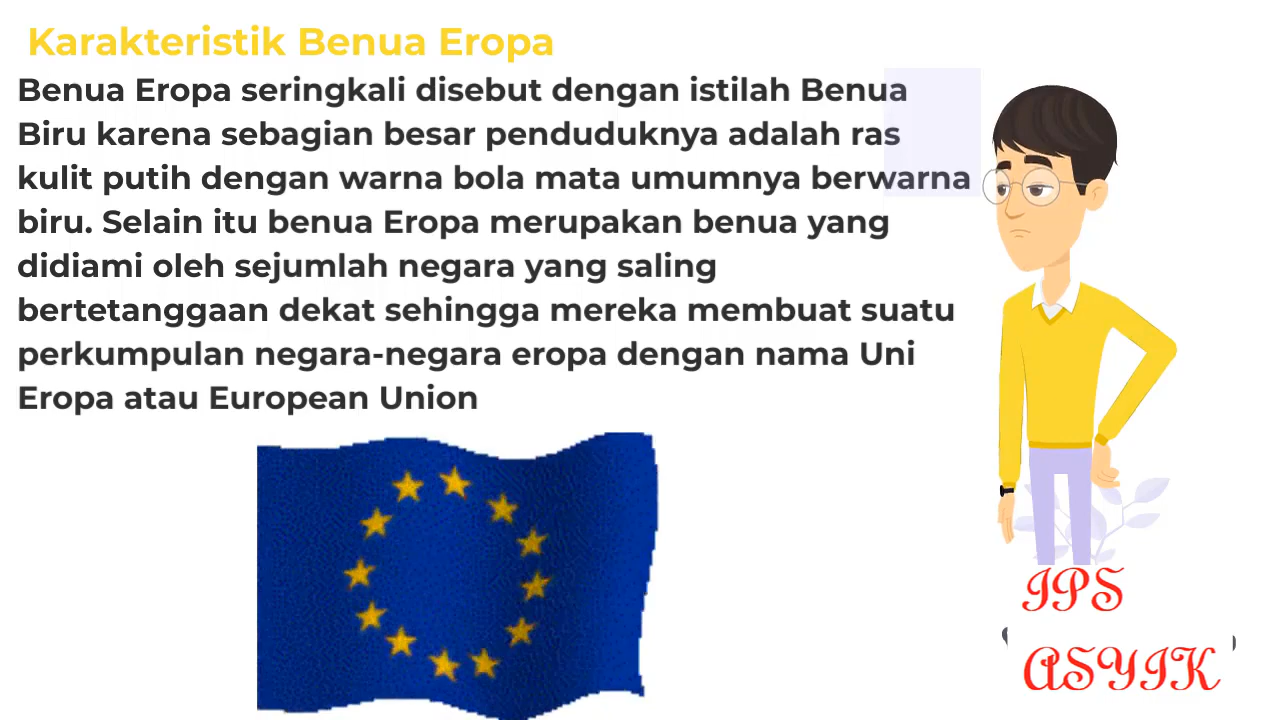 Karakteristik Benua Eropa
Benua Eropa seringkali disebut dengan istilah Benua
Biru karena sebagian besar penduduknya adalah ras
kulit putih dengan warna bola mata umumnya berwarna
biru. Selain itu benua Eropa merupakan benua yang
didiami oleh sejumlah negara yang saling
bertetanggaan dekat sehingga mereka membuat suatu
perkumpulan negara-negara eropa dengan nama Uni
Eropa atau European Union
IPS
ASYIK